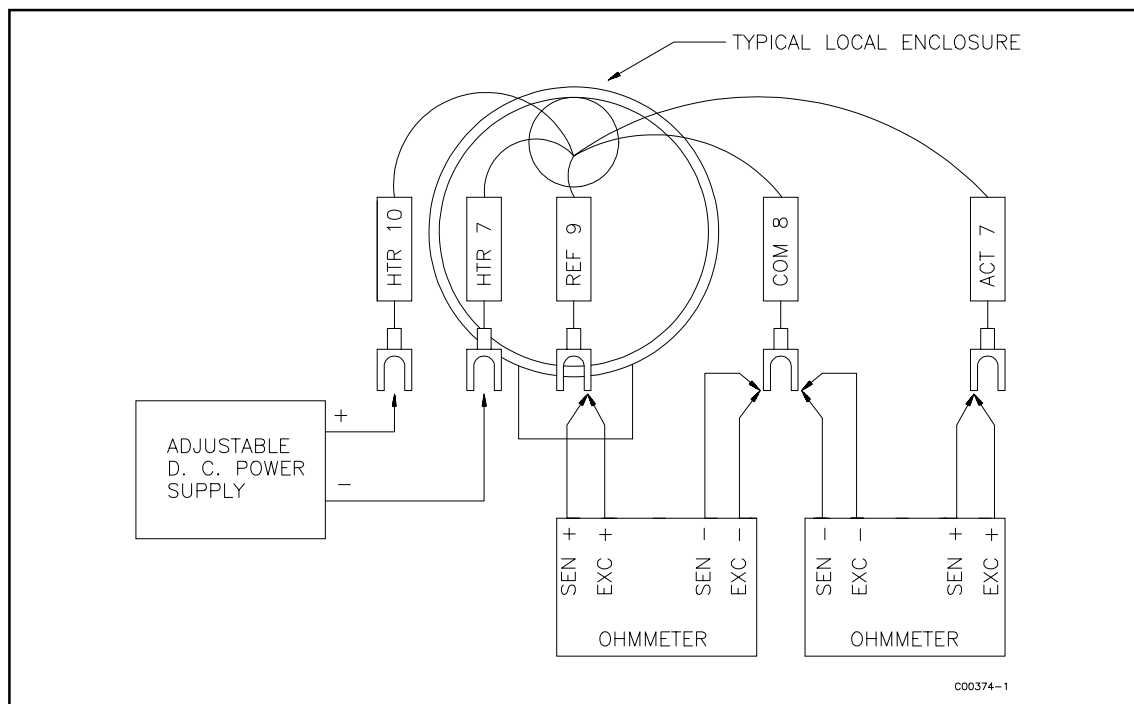 TYPICAL LOCAL ENCLOSURE
HTR 10
HTR 7
REF 9
COM 8
ACT 7
+
−
ADJUSTABLE
D. C. POWER
SUPPLY
SEN +
EXC +
SEN −
EXC −
OHMMETER
SEN −
EXC −
SEN +
EXC +
OHMMETER
C00374-1